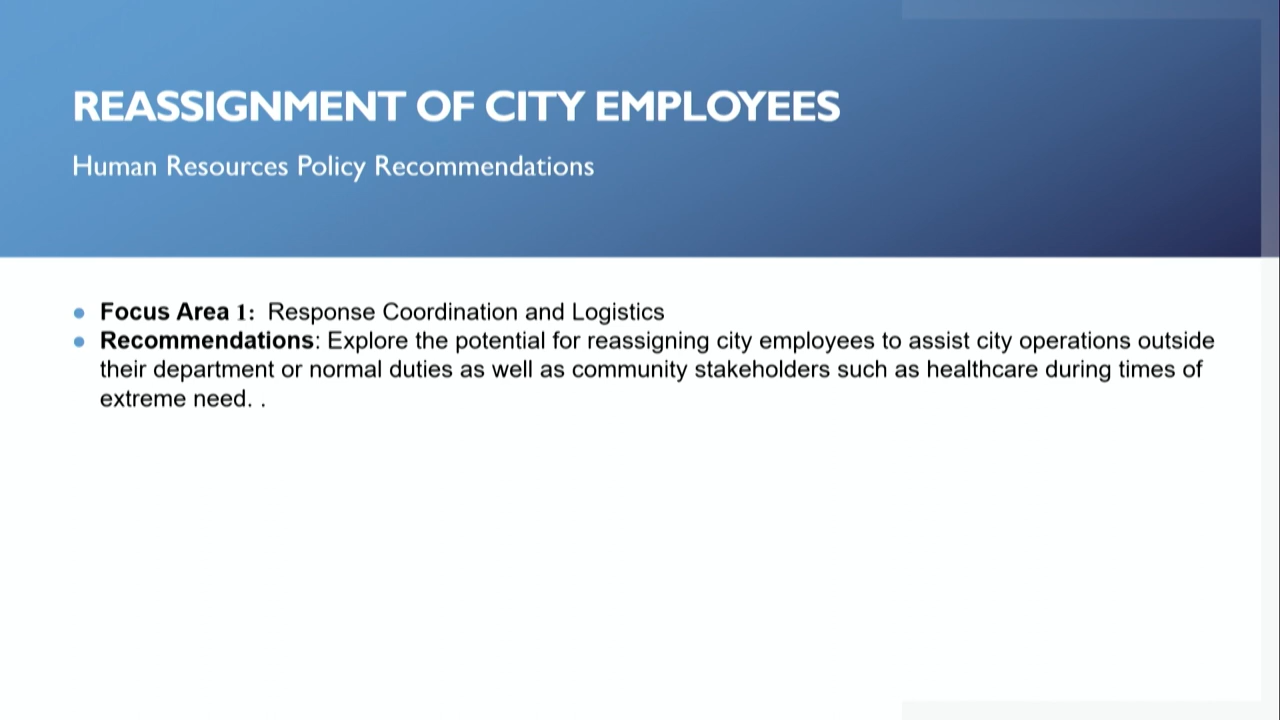 REASSIGNMENT OF CITY EMPLOYEES
Human Resources Policy Recommendations
● Focus Area 1:  Response Coordination and Logistics
● Recommendations: Explore the potential for reassigning city employees to assist city operations outside
their department or normal duties as well as community stakeholders such as healthcare during times of
extreme need. .